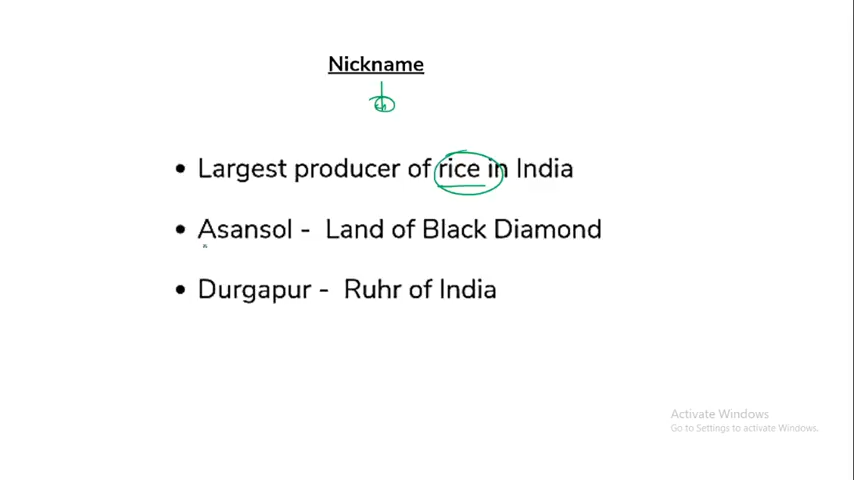 Nickname
• Largest producer of rice in India
• Asansol - Land of Black Diamond
• Durgapur - Ruhr of India
Activate Windows
Go to Settings to activate Windows.